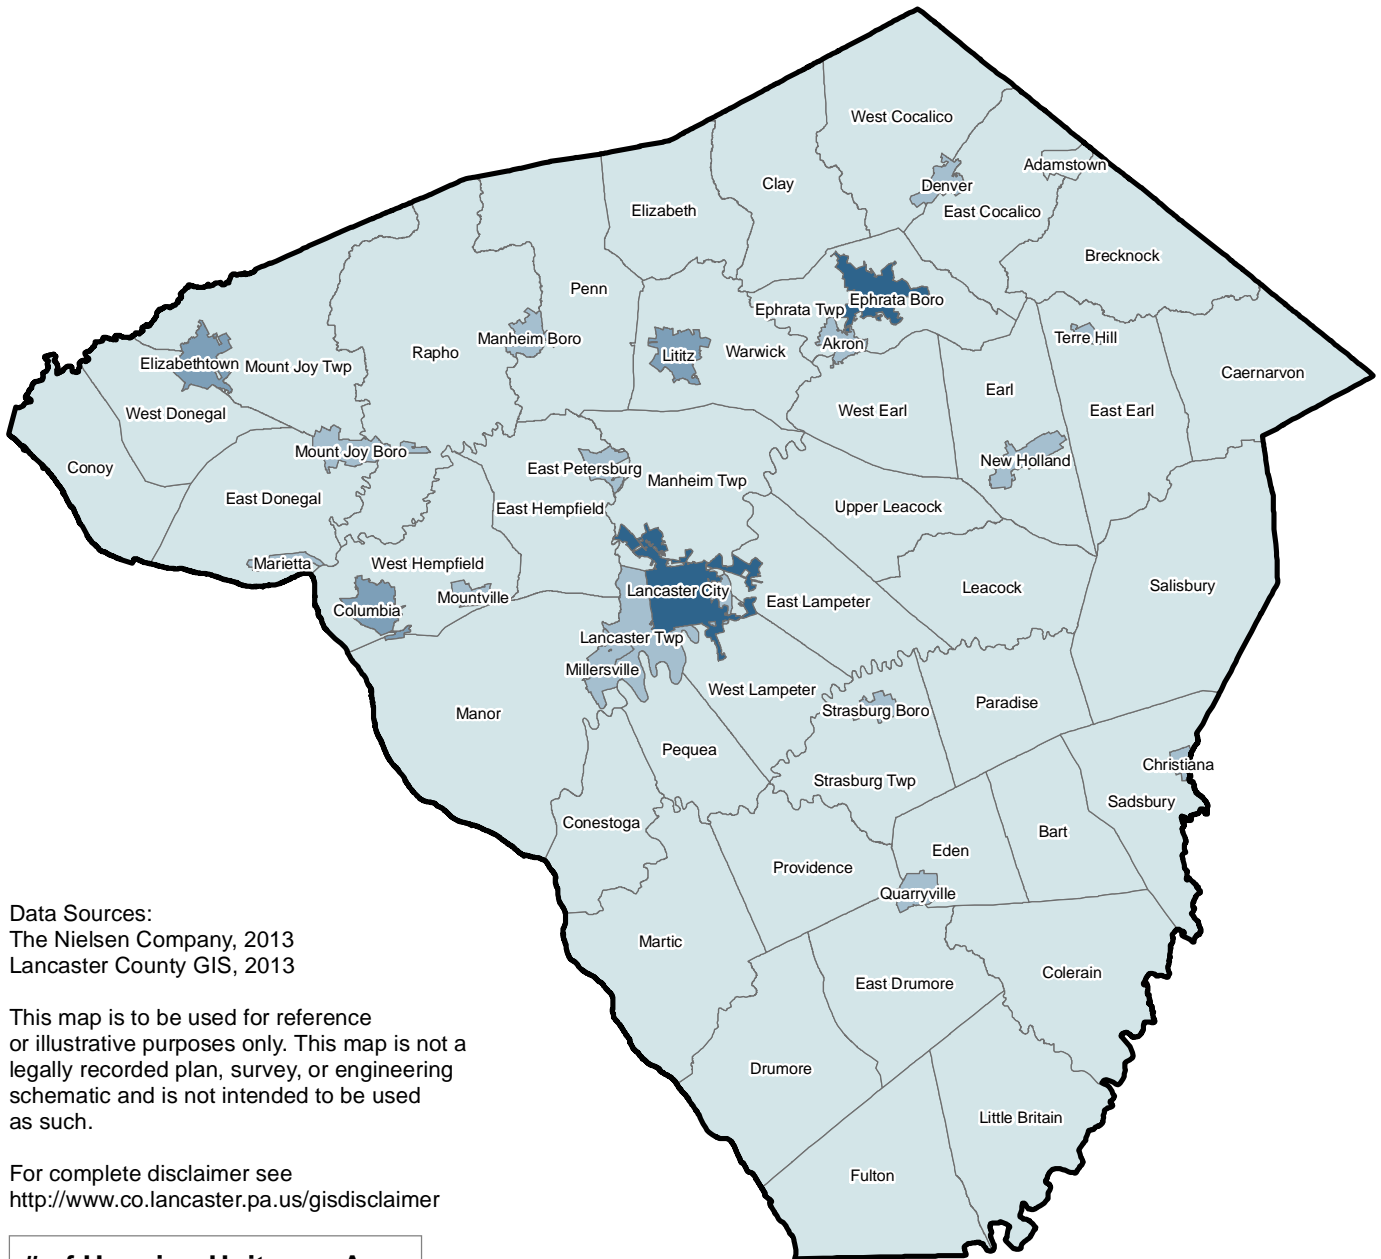 West Cocalico
Adamstown
Clay
Denver
Elizabeth
East Cocalico
Brecknock
Penn
Ephrata Twp
Ephrata Boro
Manheim Boro
Terre Hill
Akron
Rapho
Lititz
Warwick
Elizabethtown
Mount Joy Twp
Caernarvon
Earl
West Donegal
West Earl
East Earl
Mount Joy Boro
New Holland
Conoy
East Petersburg
Manheim Twp
East Donegal
East Hempfield
Upper Leacock
Marietta
West Hempfield
Leacock
Salisbury
Lancaster City
Mountville
East Lampeter
Columbia
Lancaster Twp
Millersville
West Lampeter
Paradise
Manor
Strasburg Boro
Pequea
Christiana
Strasburg Twp
Sadsbury
Conestoga
Bart
Eden
Providence
Quarryville
Martic
Colerain
East Drumore
Drumore
Little Britain
Fulton
Data Sources:
The Nielsen Company, 2013
Lancaster County GIS, 2013
This map is to be used for reference
or illustrative purposes only. This map is not a
legally recorded plan, survey, or engineering
schematic and is not intended to be used
as such.
For complete disclaimer see
http://www.co.lancaster.pa.us/gisdisclaimer
# of Housing Units per Acre